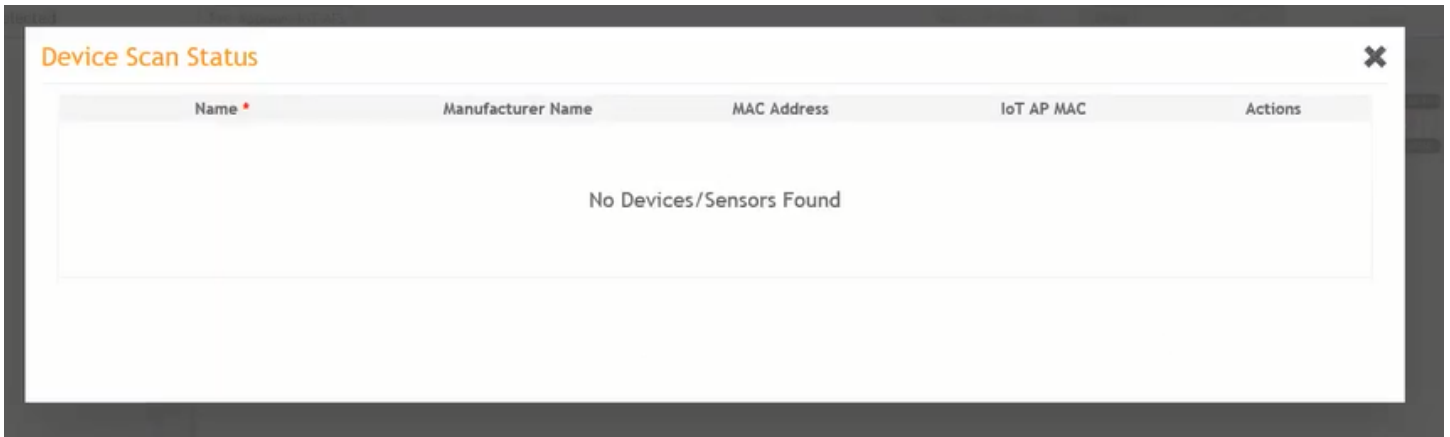 Device Scan Status
Name * Manufacturer Name MAC Address IoT AP MAC Actions
No Devices/Sensors Found